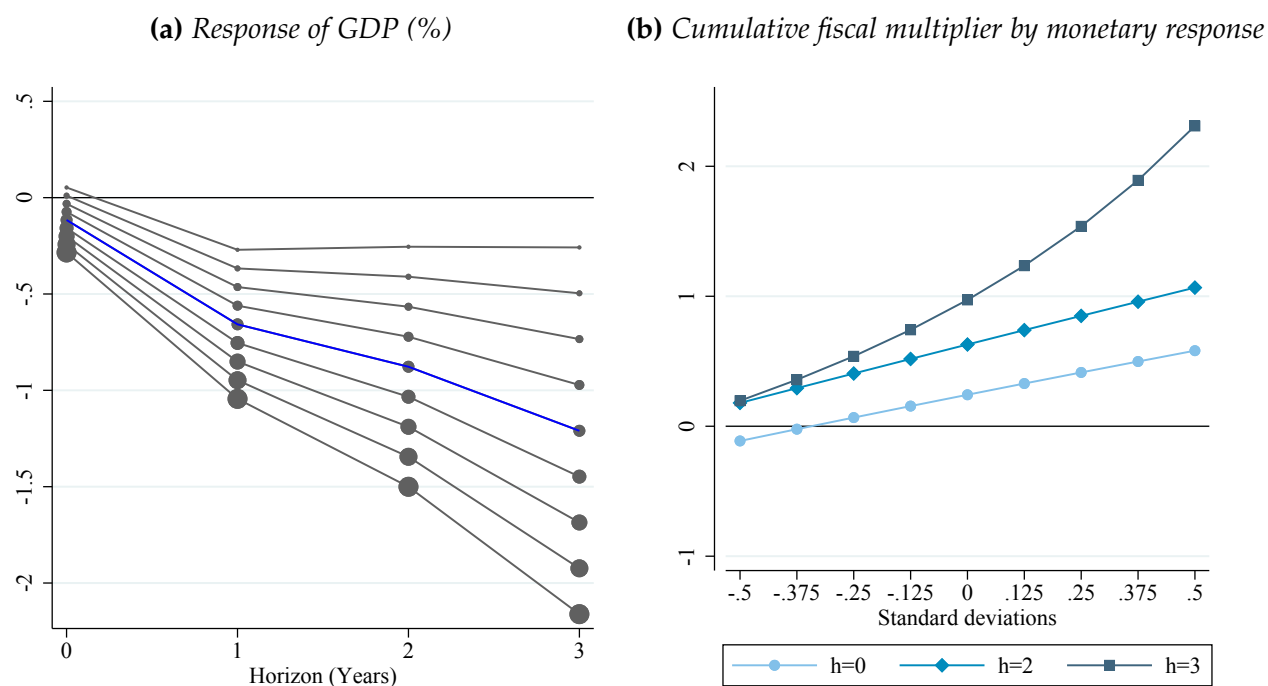 (a) Response of GDP (%)
.5
0
-.5
-1
-1.5
-2
0 1 2 3
Horizon (Years)
(b) Cumulative fiscal multiplier by monetary response
2
1
0
-1
-.5 -.375 -.25 -.125 0 .125 .25 .375 .5
Standard deviations
h=0 h=2 h=3